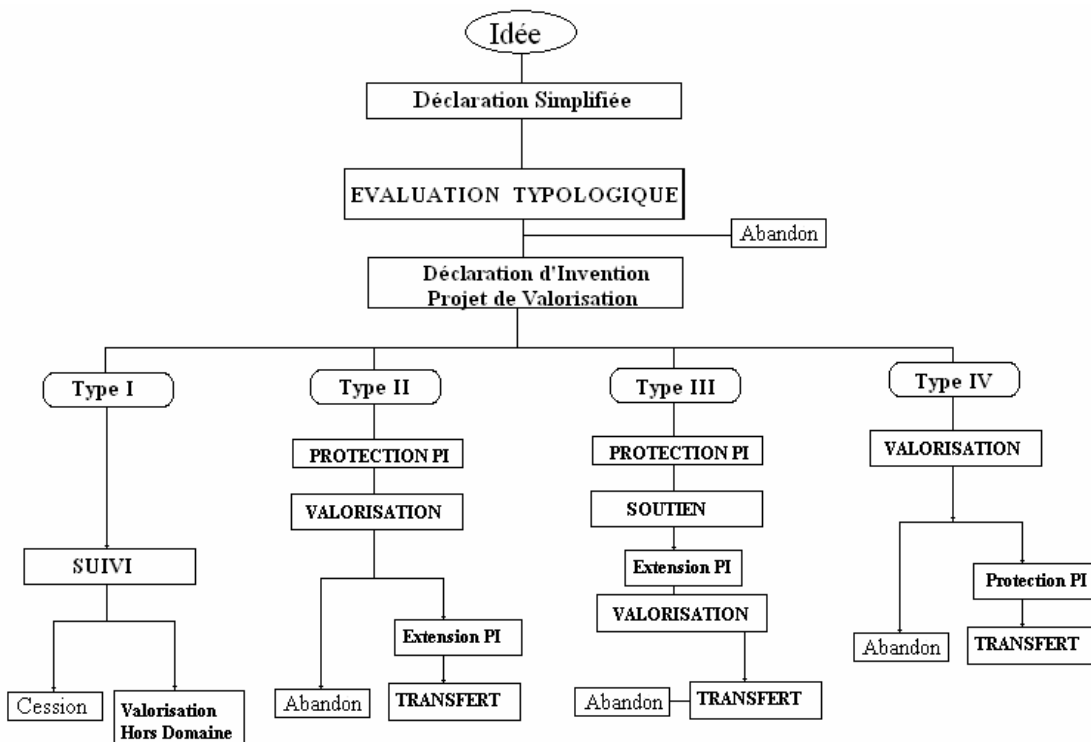 Idée
Déclaration Simplifiée
EVALUATION TYPOLOGIQUE
Abandon
Déclaration d'Invention
Projet de Valorisation
Type I
Type II
Type III
Type IV
PROTECTION PI
PROTECTION PI
VALORISATION
VALORISATION
SOUTIEN
SUIVI
Extension PI
Protection PI
VALORISATION
Extension PI
Abandon
TRANSFERT
Cession
Valorisation
Hors Domaine
Abandon
TRANSFERT
Abandon
TRANSFERT